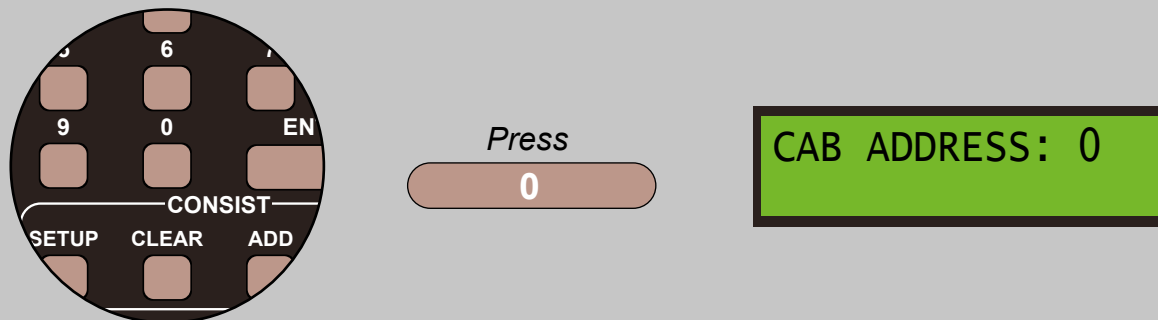 6
9 0 EN
CONSIST
SETUP CLEAR ADD
Press
0
CAB ADDRESS: 0